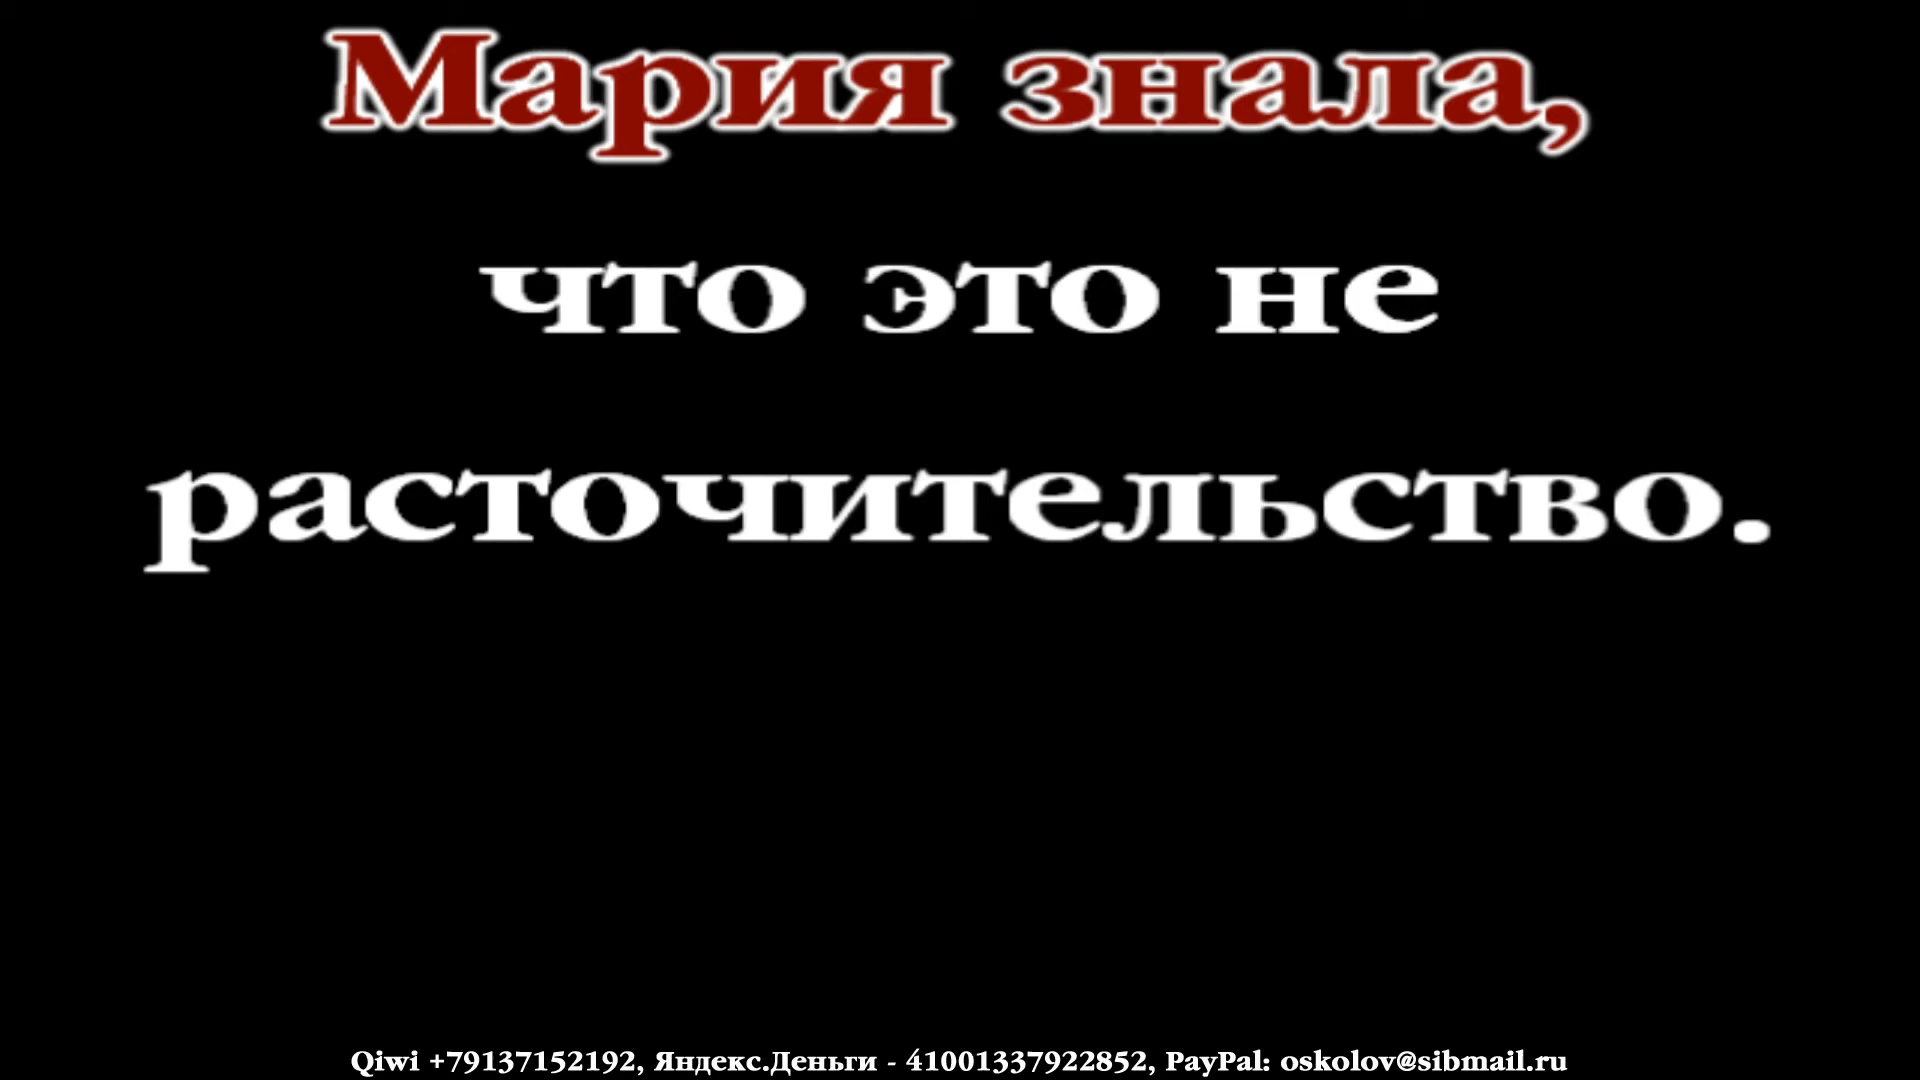 Мария знала,
что это не
расточительство.
Qiwi +79137152192, Яндекс.Деньги - 41001337922852, PayPal: oskolov@sibmail.ru